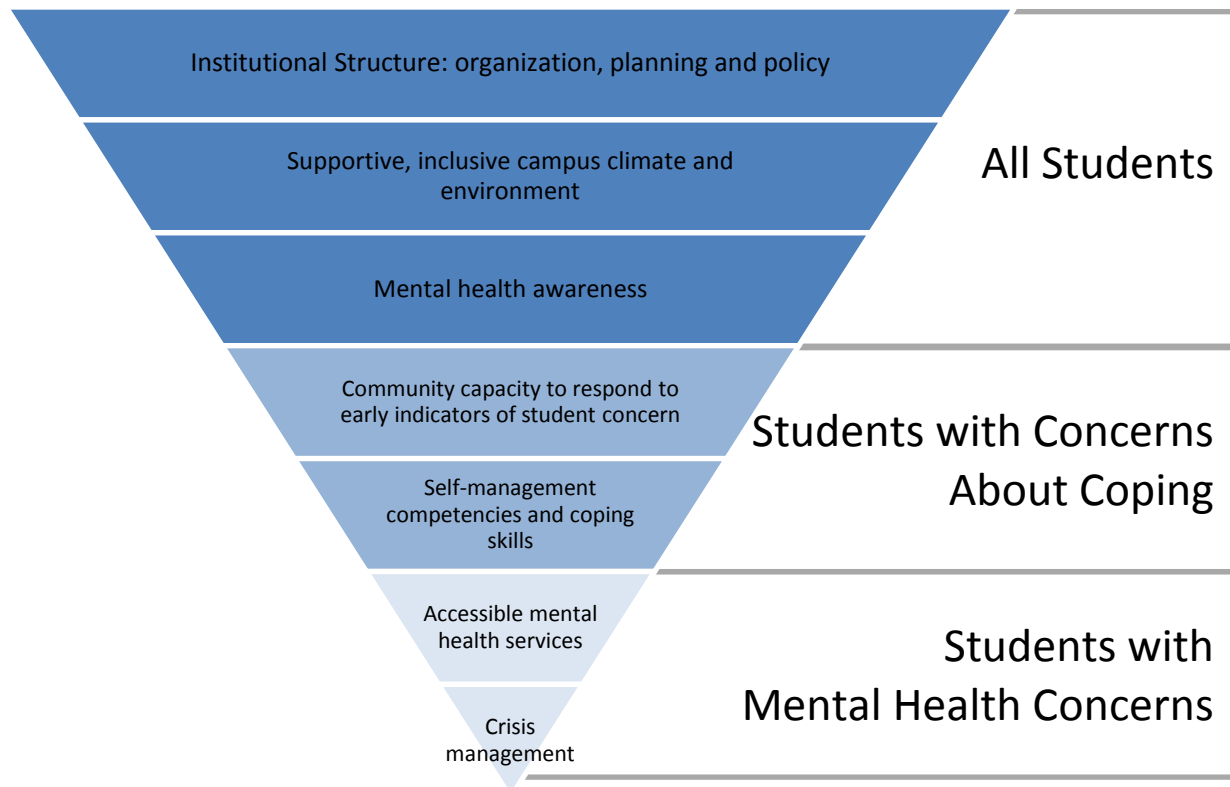 Institutional Structure: organization, planning and policy
Supportive, inclusive campus climate and
environment
All Students
Mental health awareness
Community capacity to respond to
early indicators of student concern
Students with Concerns
About Coping
Self-management
competencies and coping
skills
Accessible mental
health services
Students with
Mental Health Concerns
Crisis
management